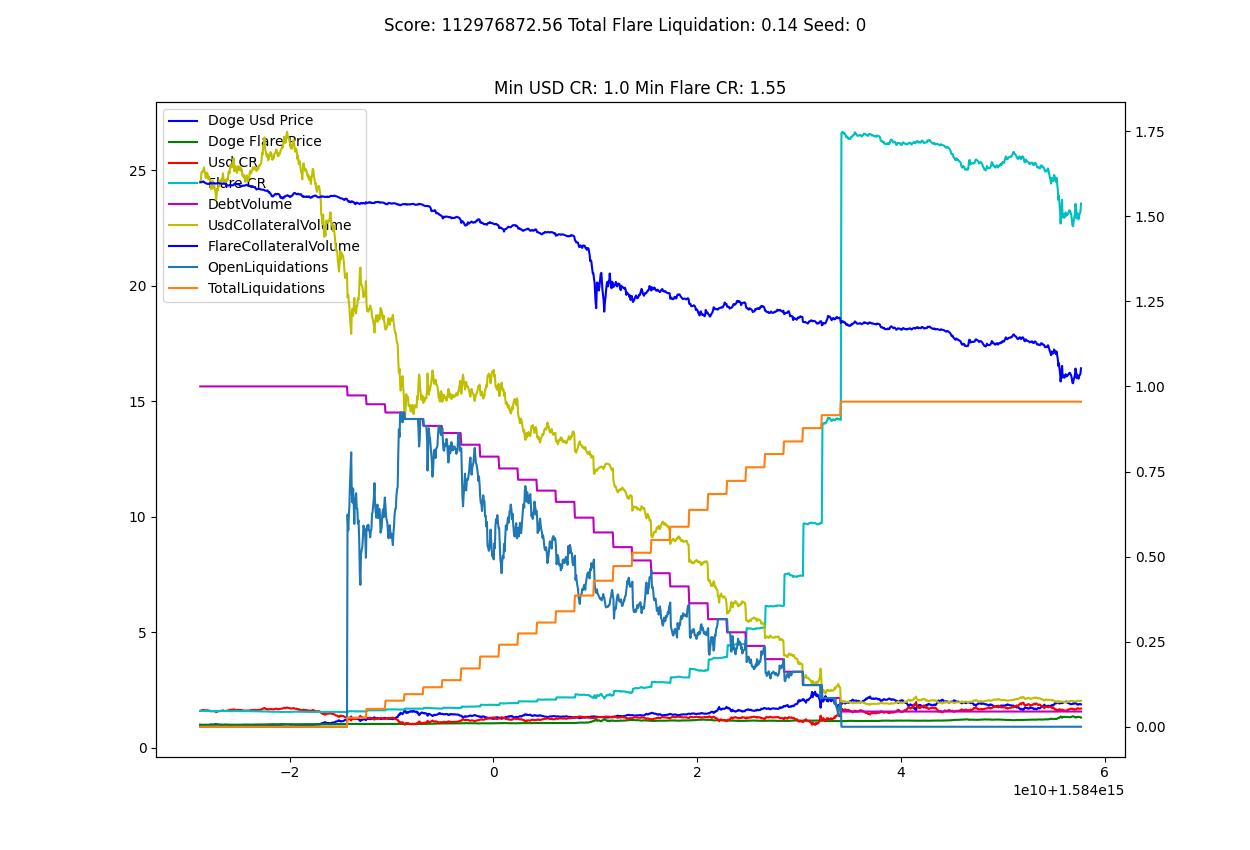 Score: 112976872.56 Total Flare Liquidation: 0.14 Seed: 0
Min USD CR: 1.0 Min Flare CR: 1.55
Doge Usd Price
Doge Flare Price
Usd CR
Flare CR
DebtVolume
UsdCollateralVolume
FlareCollateralVolume
OpenLiquidations
TotalLiquidations
25
20
15
10
5
0
1.75
1.50
1.25
1.00
0.75
0.50
0.25
0.00
−2 0 2 4 6
1e10+1.584e15